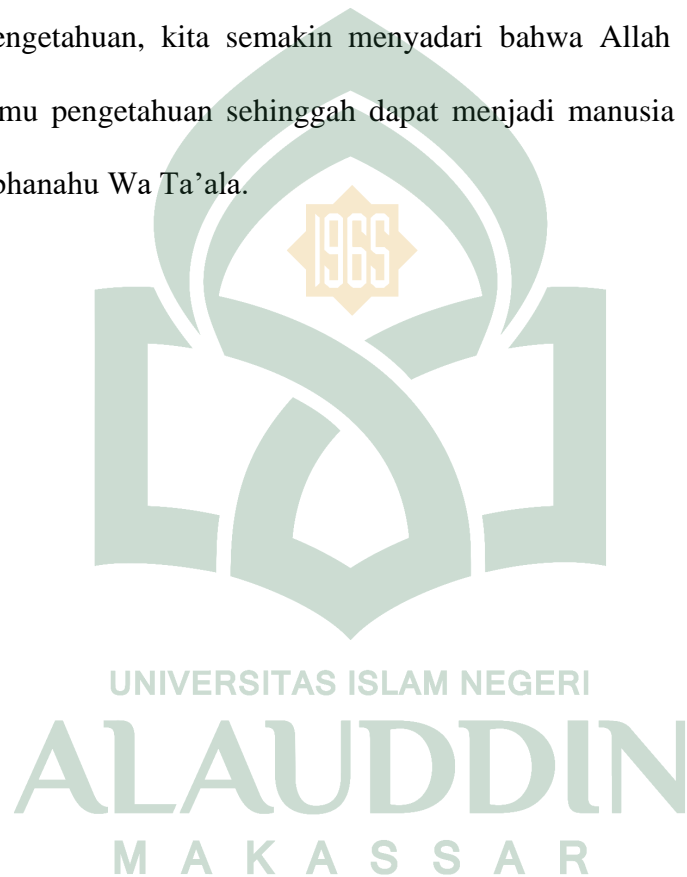 engetahuan, kita semakin menyadari bahwa Allah
mu pengetahuan sehinggah dapat menjadi manusia
bhanahu Wa Ta’ala.
1965
UNIVERSITAS ISLAM NEGERI
ALAUDDIN
MAKASSAR